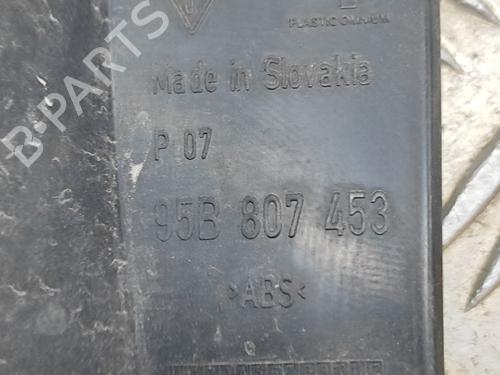 PLASTIC OMNIUM
Made in Slovakia
P 07
95B 807 453
>ABS<
B-PARTS